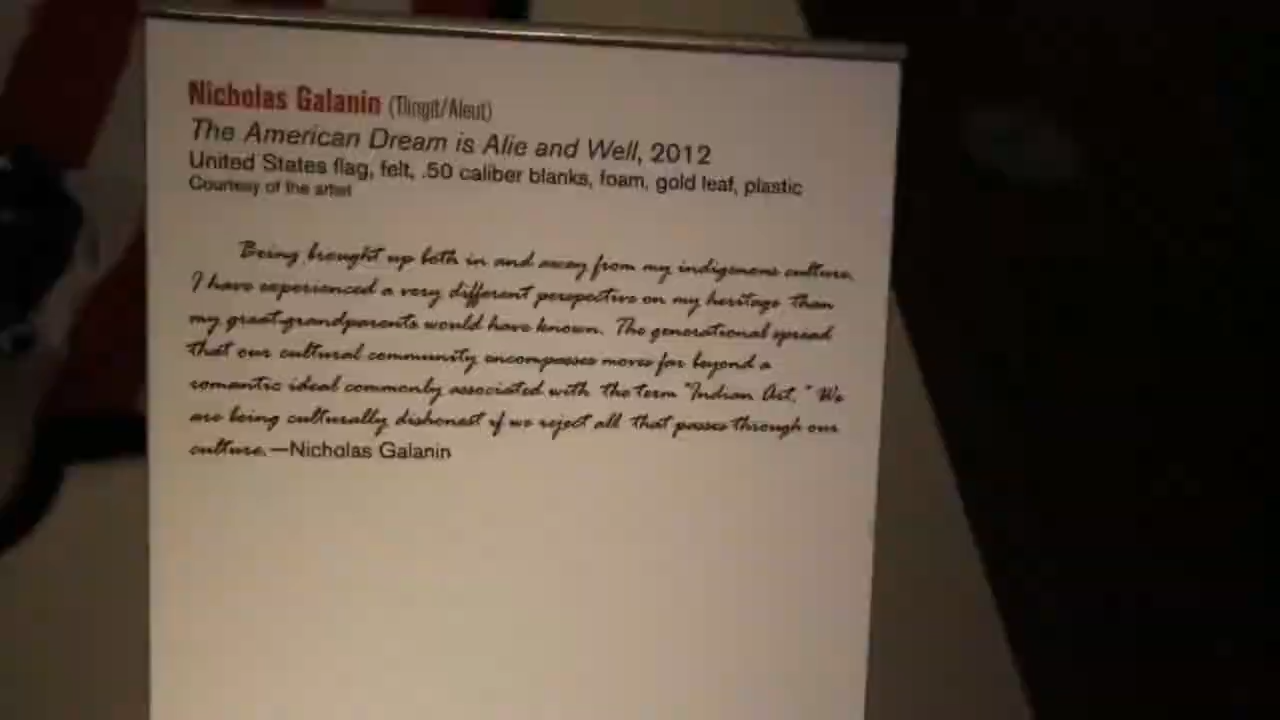 Nicholas Galanin (Tlingit/Aleut)
The American Dream is Alie and Well, 2012
United States flag, felt, .50 caliber blanks, foam, gold leaf, plastic
Courtesy of the artist
Being brought up both in and away from my indigenous culture,
I have experienced a very different perspective on my heritage than
my great-grandparents would have known. The generational spread
that our cultural community encompasses moves far beyond a
romantic ideal commonly associated with the term "Indian Art." We
are being culturally dishonest if we reject all that passes through our
culture.—Nicholas Galanin